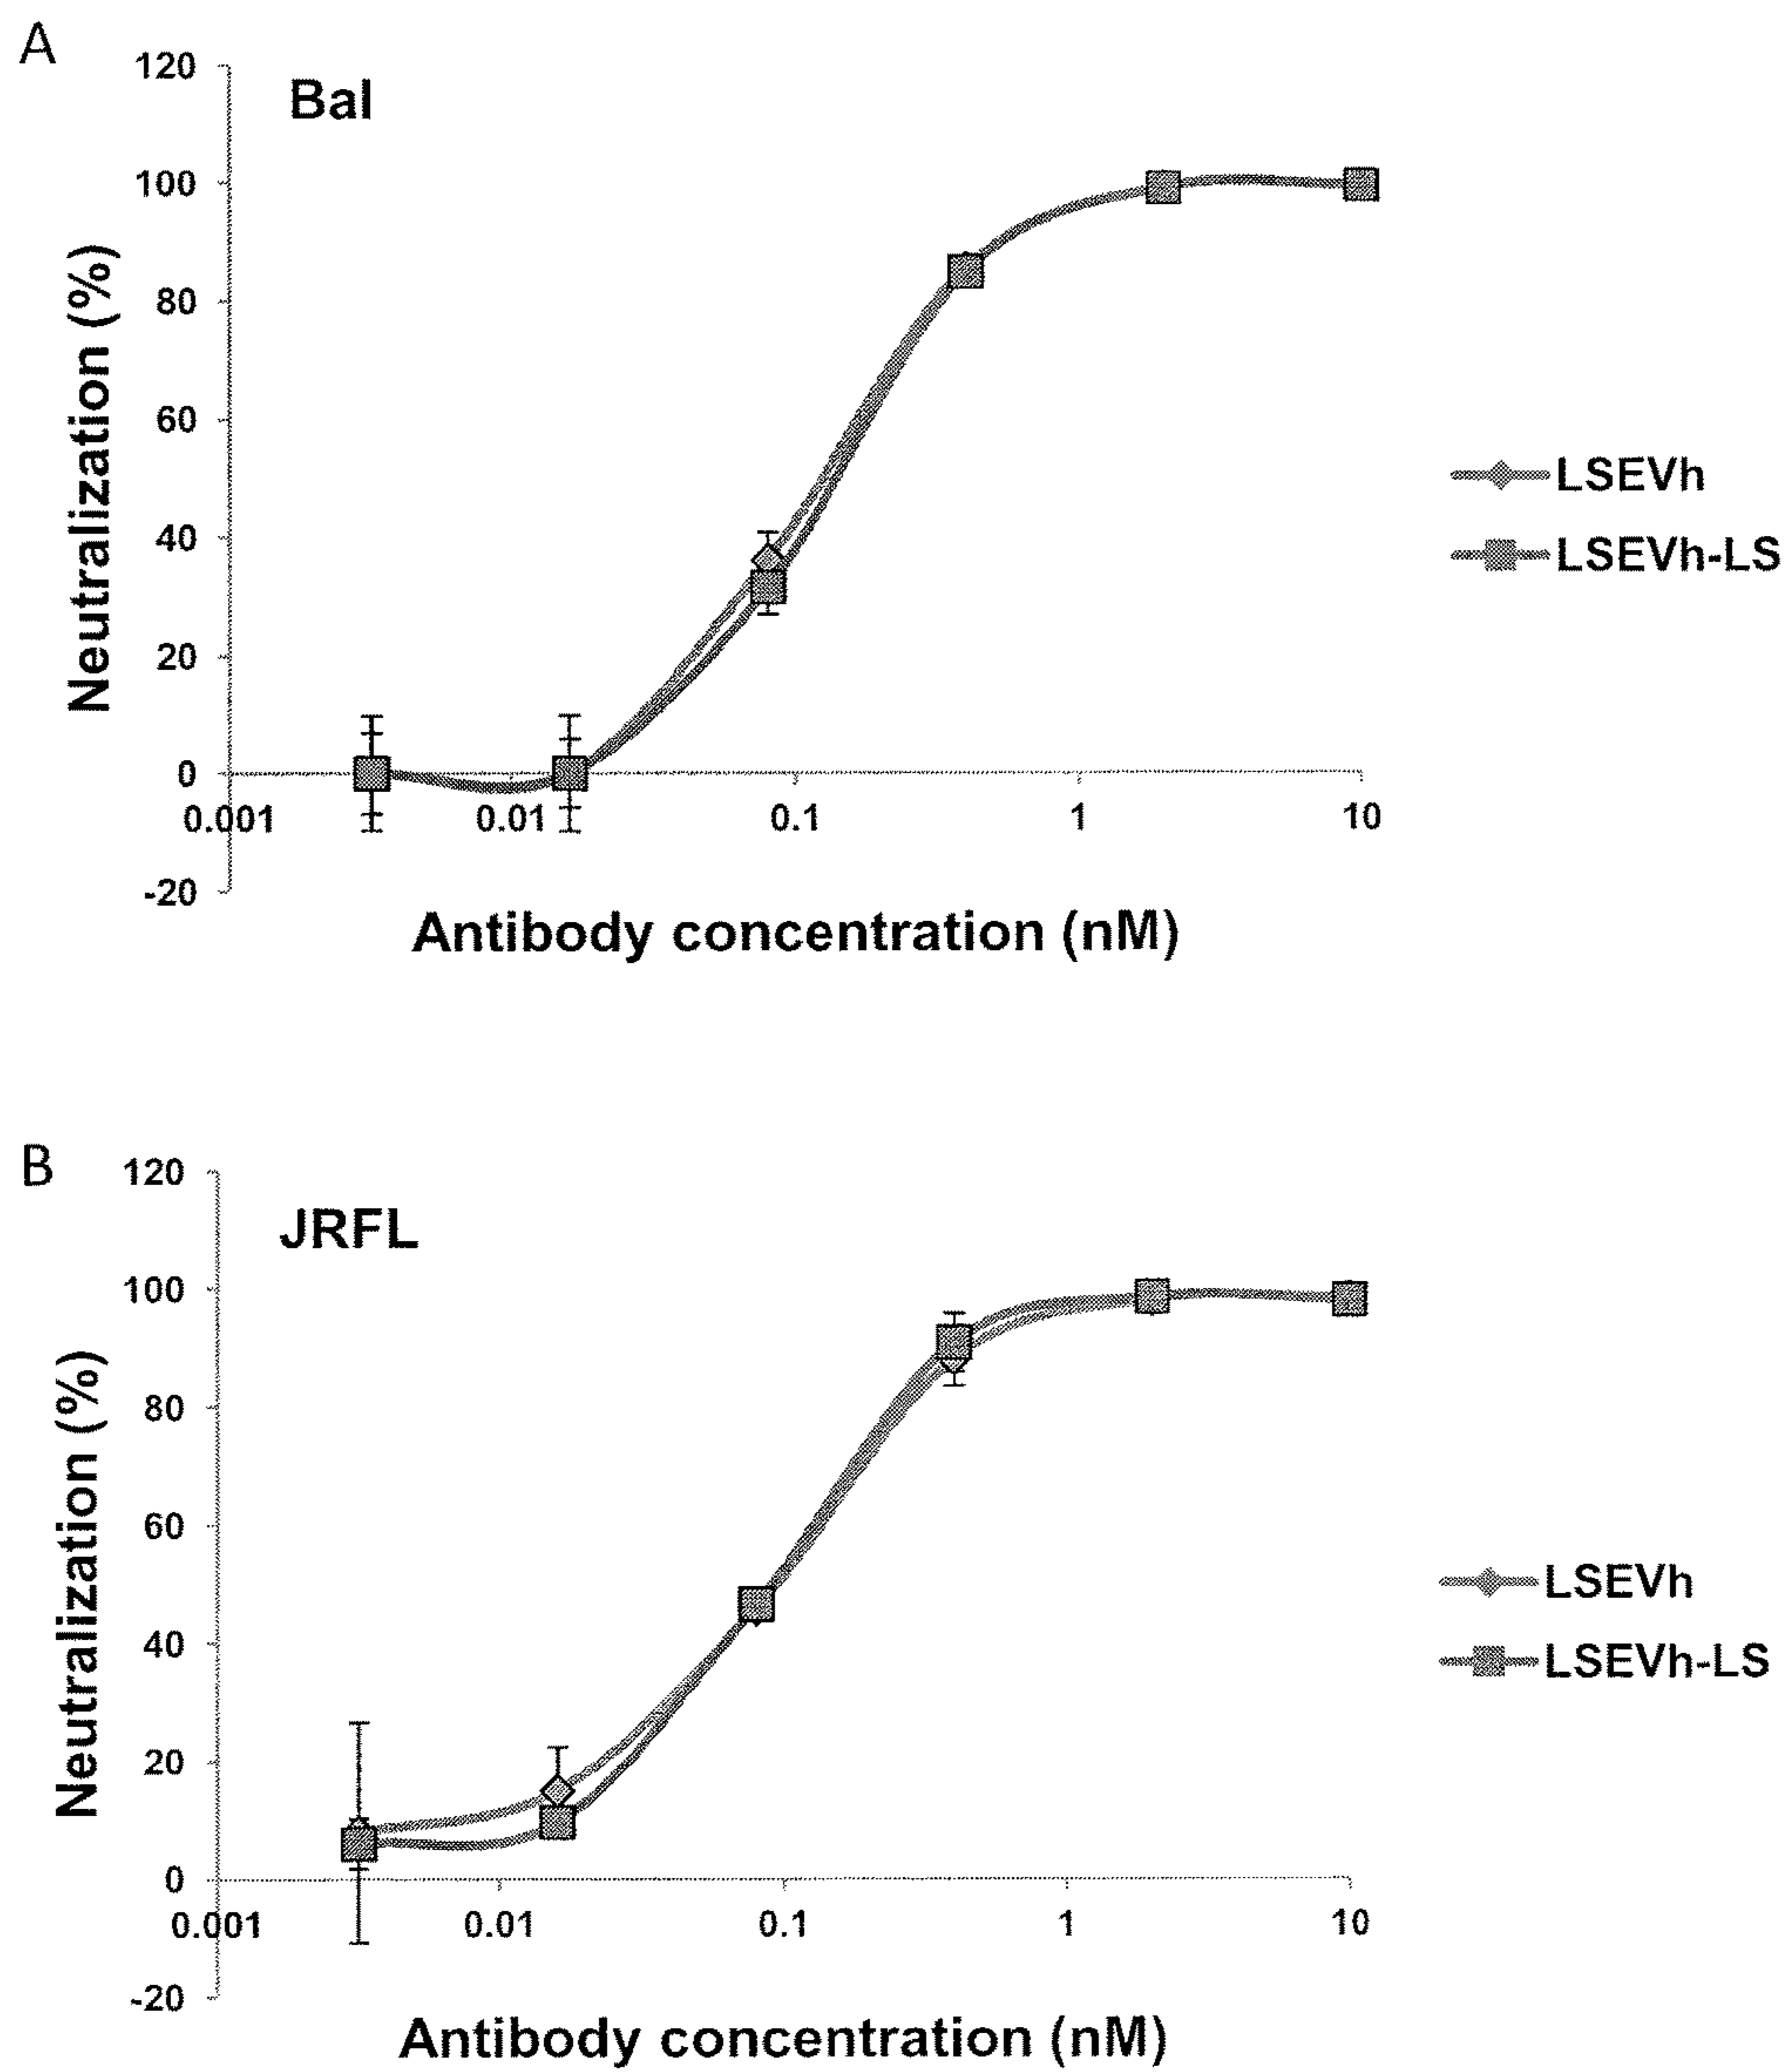 A
Bal
120
100
80
60
40
20
0
-20
Neutralization (%)
0.001
0.01
0.1
1
10
Antibody concentration (nM)
LSEVh
LSEVh-LS
B
JRFL
120
100
80
60
40
20
0
-20
Neutralization (%)
0.001
0.01
0.1
1
10
Antibody concentration (nM)
LSEVh
LSEVh-LS